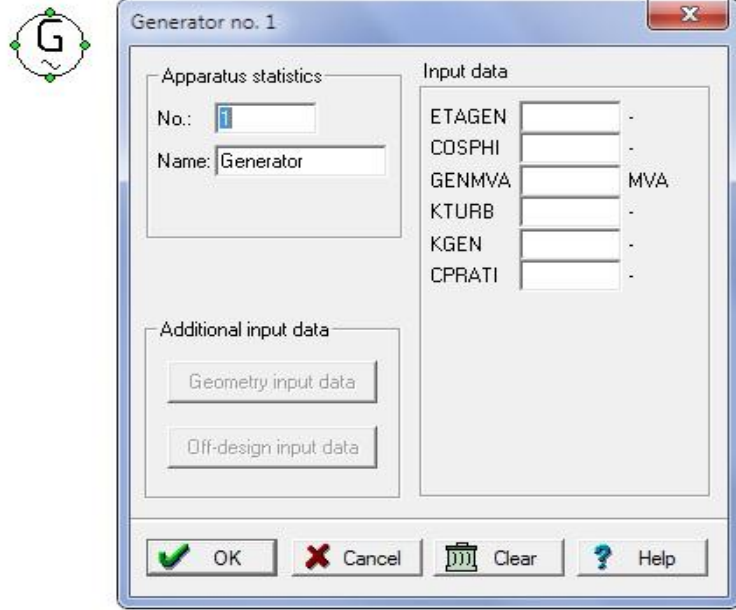 G
~
Generator no. 1
Apparatus statistics
No.: 1
Name: Generator
Input data
ETAGEN -
COSPHI -
GENMVA MVA
KTURB -
KGEN -
CPRATI -
Additional input data
Geometry input data
Off-design input data
OK Cancel Clear Help